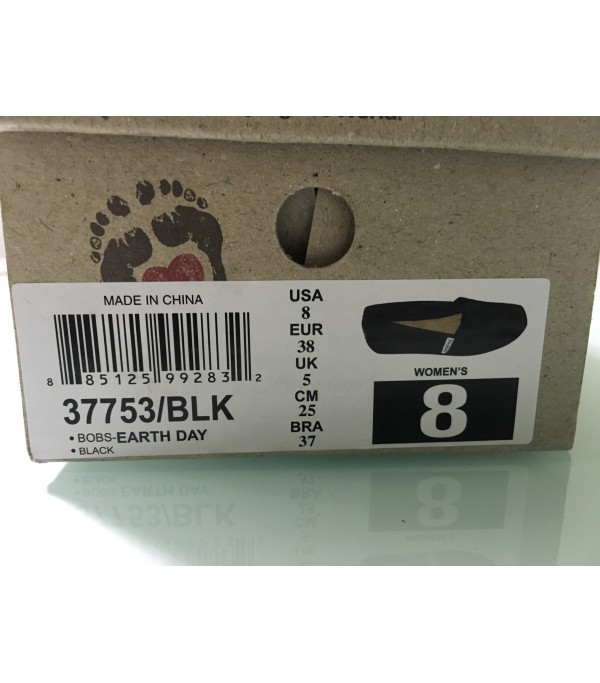 MADE IN CHINA
8 85125 99283 2
37753/BLK
• BOBS-EARTH DAY
• BLACK
USA
8
EUR
38
UK
5
CM
25
BRA
37
WOMEN'S
8